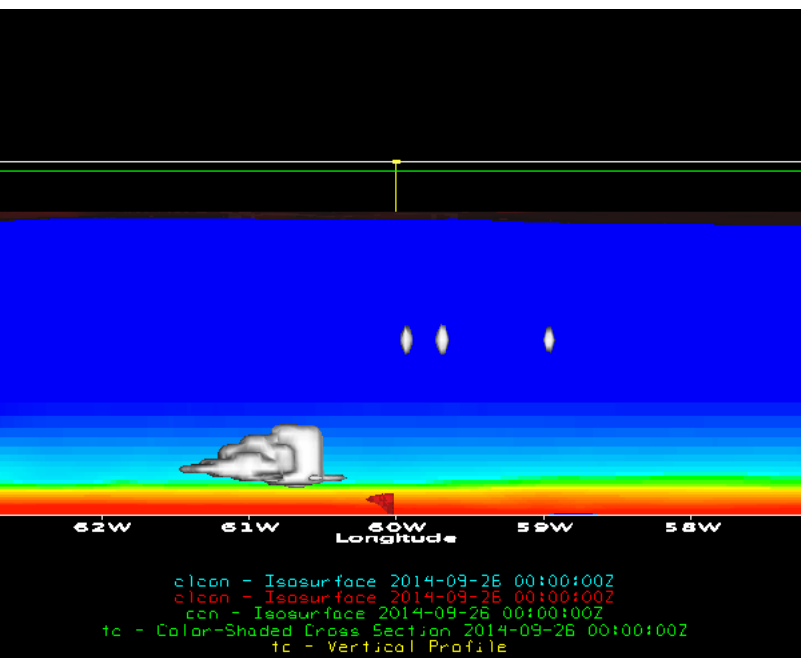 62W 61W 60W 59W 58W
Longitude
clcon - Isosurface 2014-09-26 00:00:00Z
clcon - Isosurface 2014-09-26 00:00:00Z
ccn - Isosurface 2014-09-26 00:00:00Z
tc - Color-Shaded Cross Section 2014-09-26 00:00:00Z
tc - Vertical Profile